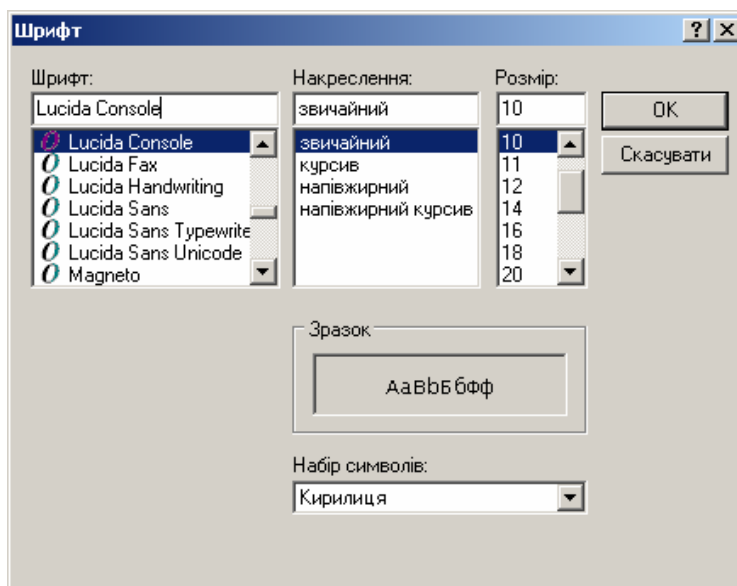 Шрифт
Шрифт:
Lucida Console
Lucida Console
Lucida Fax
Lucida Handwriting
Lucida Sans
Lucida Sans Typewrite
Lucida Sans Unicode
Magneto
Накреслення:
звичайний
звичайний
курсив
напівжирний
напівжирний курсив
Розмір:
10
10
11
12
14
16
18
20
OK
Скасувати
Зразок
АаВbБбФф
Набір символів:
Кирилиця